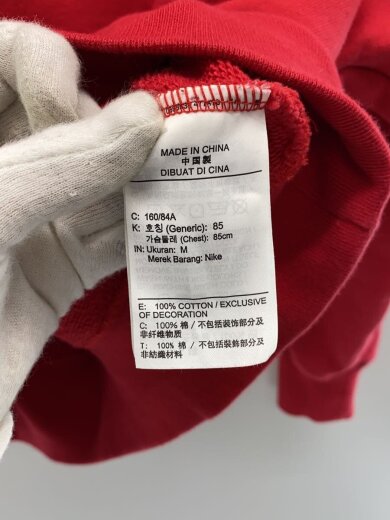 MADE IN CHINA
中国製
DIBUAT DI CINA
C: 160/84A
K: 호칭 (Generic): 85
가슴둘레 (Chest): 85cm
IN: Ukuran: M
Merek Barang: Nike
E: 100% COTTON / EXCLUSIVE
OF DECORATION
C: 100% 棉 / 不包括装饰部分及
非纤维物质
T: 100% 棉 / 不包括裝飾部分及
非紡織材料